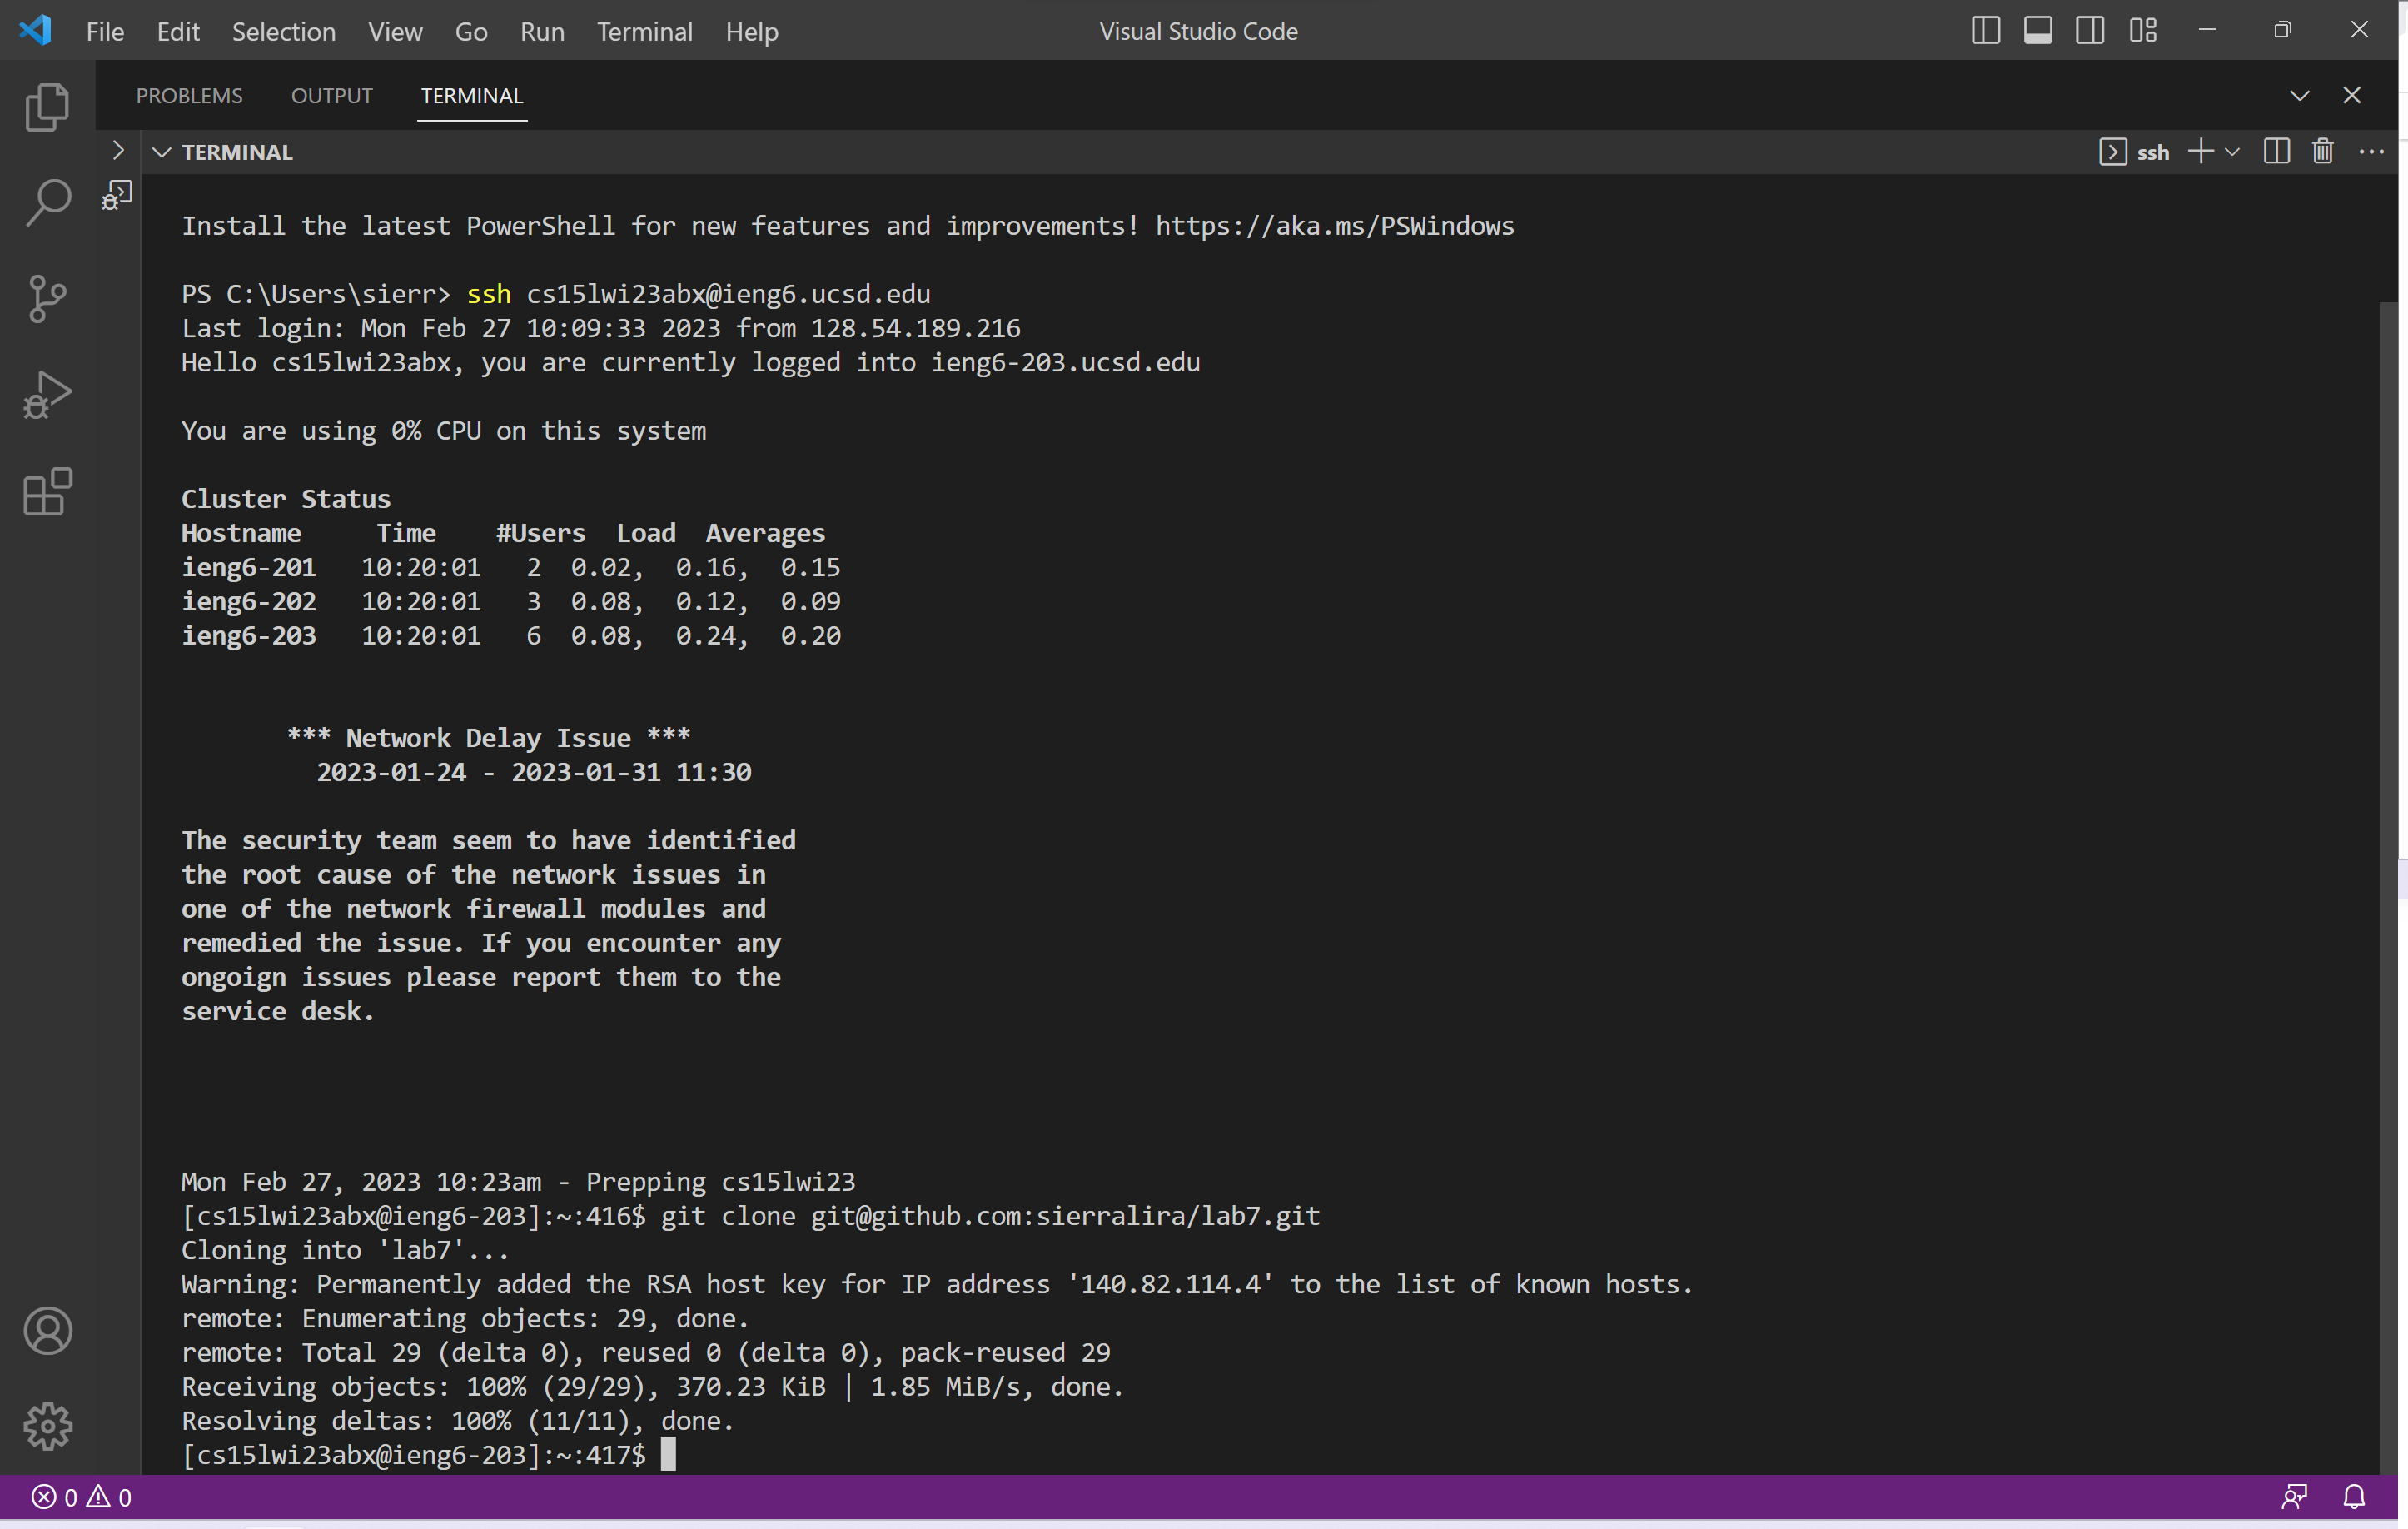 File Edit Selection View Go Run Terminal Help Visual Studio Code
PROBLEMS OUTPUT TERMINAL
TERMINAL ssh
Install the latest PowerShell for new features and improvements! https://aka.ms/PSWindows
PS C:\Users\sierr> ssh cs15lwi23abx@ieng6.ucsd.edu
Last login: Mon Feb 27 10:09:33 2023 from 128.54.189.216
Hello cs15lwi23abx, you are currently logged into ieng6-203.ucsd.edu
You are using 0% CPU on this system
Cluster Status
Hostname Time #Users Load Averages
ieng6-201 10:20:01 2 0.02, 0.16, 0.15
ieng6-202 10:20:01 3 0.08, 0.12, 0.09
ieng6-203 10:20:01 6 0.08, 0.24, 0.20
*** Network Delay Issue ***
2023-01-24 - 2023-01-31 11:30
The security team seem to have identified
the root cause of the network issues in
one of the network firewall modules and
remedied the issue. If you encounter any
ongoign issues please report them to the
service desk.
Mon Feb 27, 2023 10:23am - Prepping cs15lwi23
[cs15lwi23abx@ieng6-203]:~:416$ git clone git@github.com:sierralira/lab7.git
Cloning into 'lab7'...
Warning: Permanently added the RSA host key for IP address '140.82.114.4' to the list of known hosts.
remote: Enumerating objects: 29, done.
remote: Total 29 (delta 0), reused 0 (delta 0), pack-reused 29
Receiving objects: 100% (29/29), 370.23 KiB | 1.85 MiB/s, done.
Resolving deltas: 100% (11/11), done.
[cs15lwi23abx@ieng6-203]:~:417$
0 0